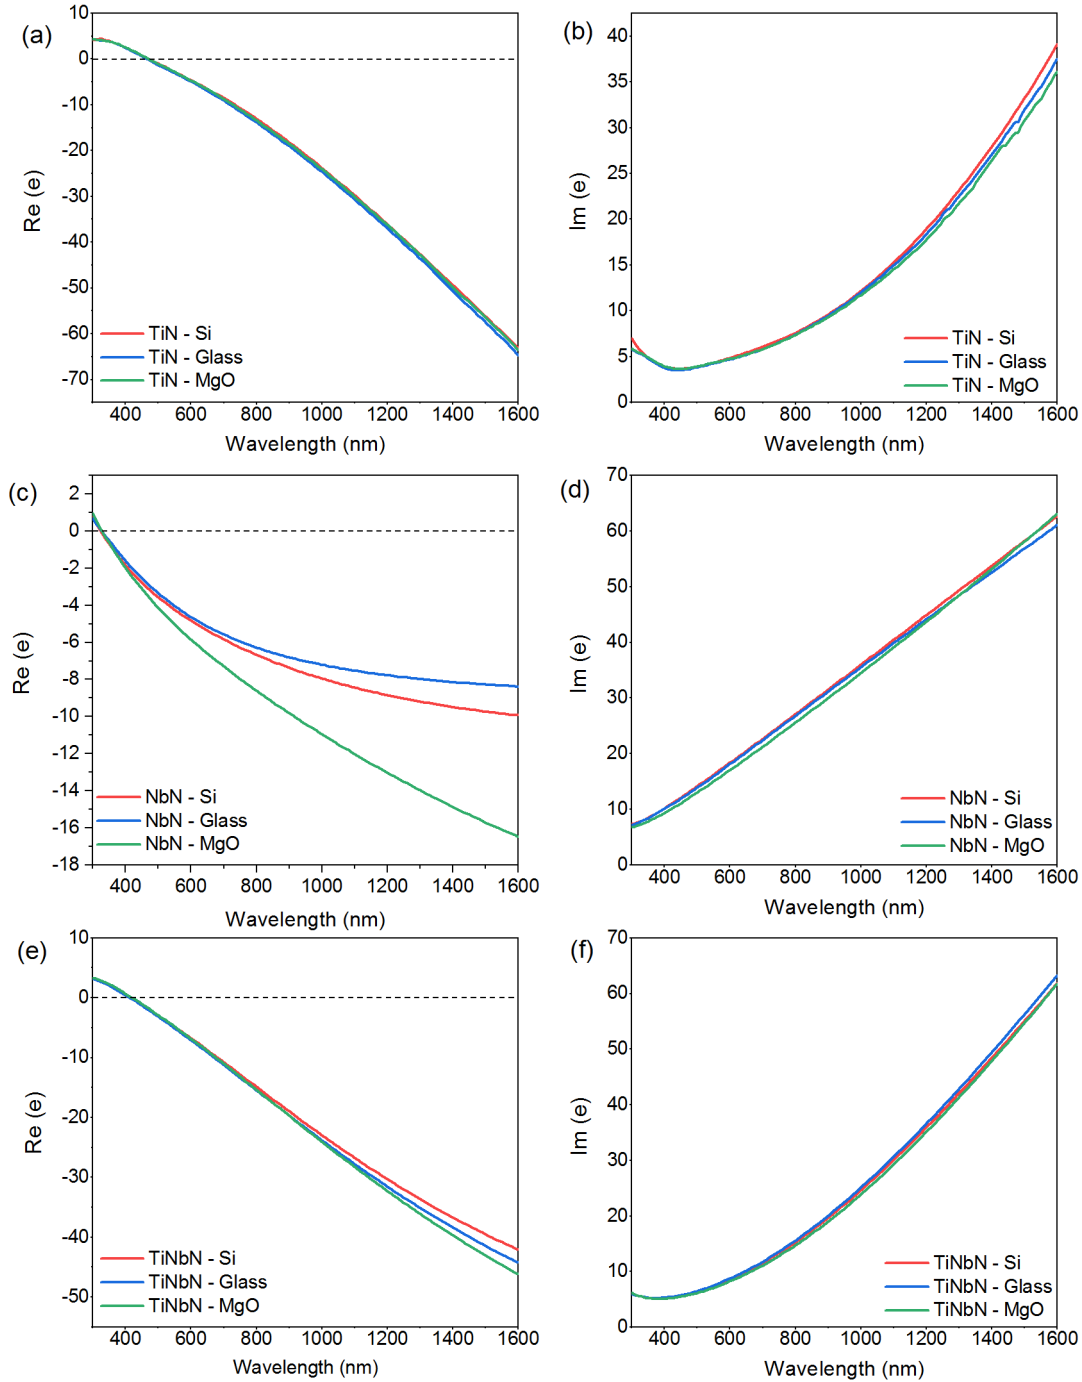 (a)
Re (e)
10
0
-10
-20
-30
-40
-50
-60
-70
TiN - Si
TiN - Glass
TiN - MgO
400 600 800 1000 1200 1400 1600
Wavelength (nm)
(b)
Im (e)
40
35
30
25
20
15
10
5
0
TiN - Si
TiN - Glass
TiN - MgO
400 600 800 1000 1200 1400 1600
Wavelength (nm)
(c)
Re (e)
2
0
-2
-4
-6
-8
-10
-12
-14
-16
-18
NbN - Si
NbN - Glass
NbN - MgO
400 600 800 1000 1200 1400 1600
Wavelength (nm)
(d)
Im (e)
70
60
50
40
30
20
10
0
NbN - Si
NbN - Glass
NbN - MgO
400 600 800 1000 1200 1400 1600
Wavelength (nm)
(e)
Re (e)
10
0
-10
-20
-30
-40
-50
TiNbN - Si
TiNbN - Glass
TiNbN - MgO
400 600 800 1000 1200 1400 1600
Wavelength (nm)
(f)
Im (e)
70
60
50
40
30
20
10
0
TiNbN - Si
TiNbN - Glass
TiNbN - MgO
400 600 800 1000 1200 1400 1600
Wavelength (nm)